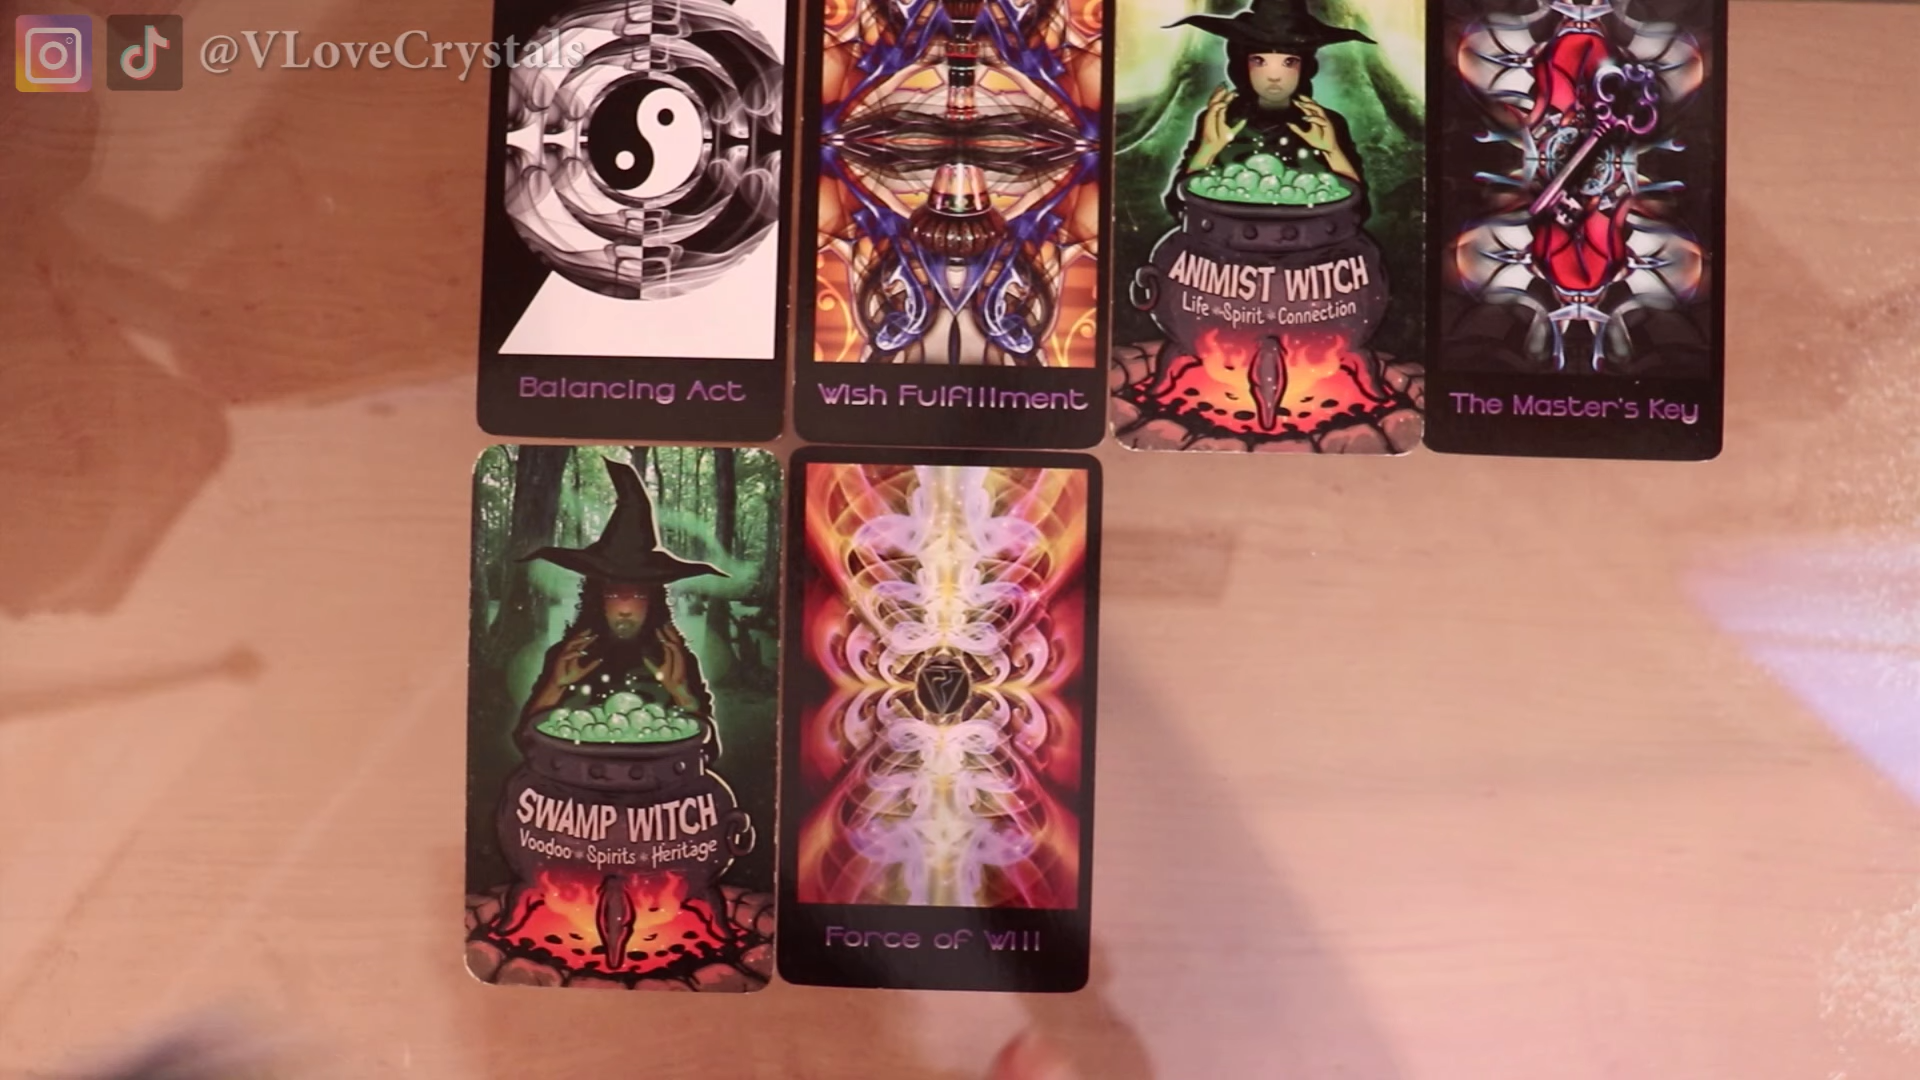 @VLoveCrystals
Balancing Act
Wish Fulfillment
ANIMIST WITCH
Life * Spirit * Connection
The Master's Key
SWAMP WITCH
Voodoo * Spirits * Heritage
Force of Will